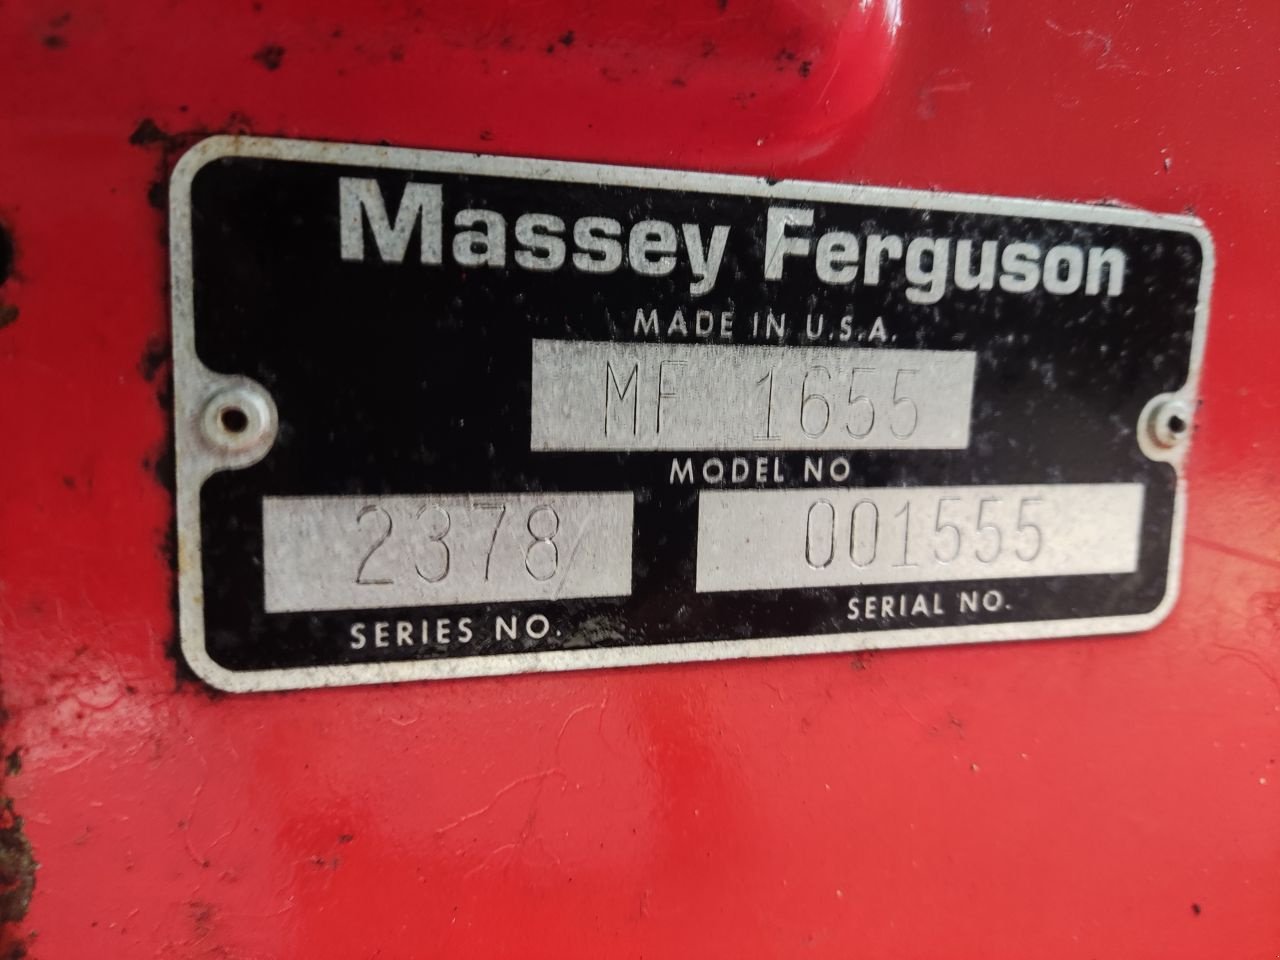 Massey Ferguson
MADE IN U.S.A.
MF 1655
MODEL NO
2378 001555
SERIES NO. SERIAL NO.